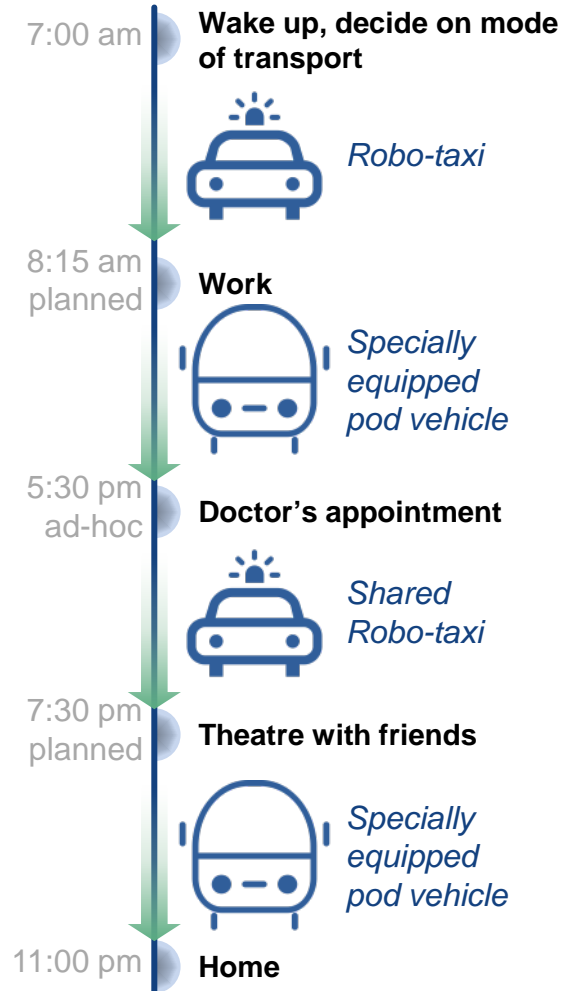 7:00 am
Wake up, decide on mode
of transport
Robo-taxi
8:15 am
planned
Work
Specially
equipped
pod vehicle
5:30 pm
ad-hoc
Doctor’s appointment
Shared
Robo-taxi
7:30 pm
planned
Theatre with friends
Specially
equipped
pod vehicle
11:00 pm
Home